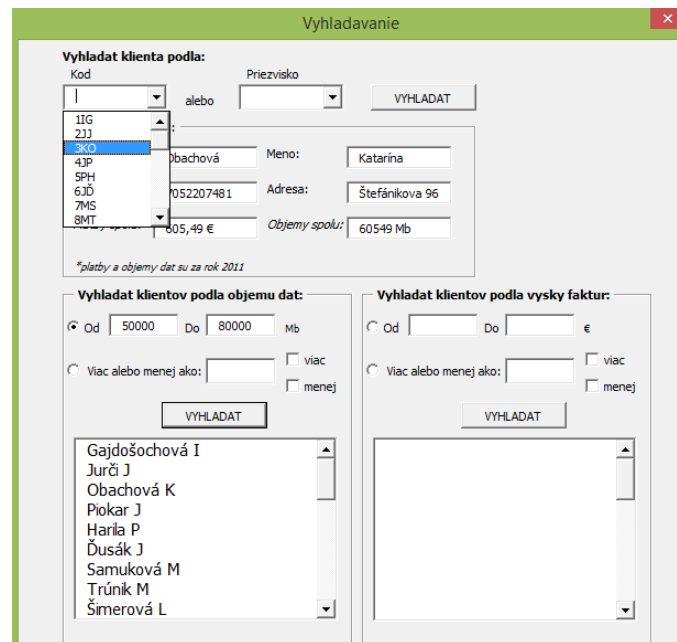 Vyhladavanie
Vyhladat klienta podla:
Kod
Priezvisko
alebo
VYHLADAT
1IG
2JJ
3KO
4JP
5PH
6JĎ
7MS
8MT
Obachová
Meno:
Katarína
7052207481
Adresa:
Štefánikova 96
605,49 €
Objemy spolu:
60549 Mb
*platby a objemy dat su za rok 2011
Vyhladat klientov podla objemu dat:
Od 50000 Do 80000 Mb
Viac alebo menej ako:
viac
menej
VYHLADAT
Gajdošochová I
Jurči J
Obachová K
Piokar J
Harila P
Ďusák J
Samuková M
Trúnik M
Šimerová L
Vyhladat klientov podla vysky faktur:
Od Do €
Viac alebo menej ako:
viac
menej
VYHLADAT